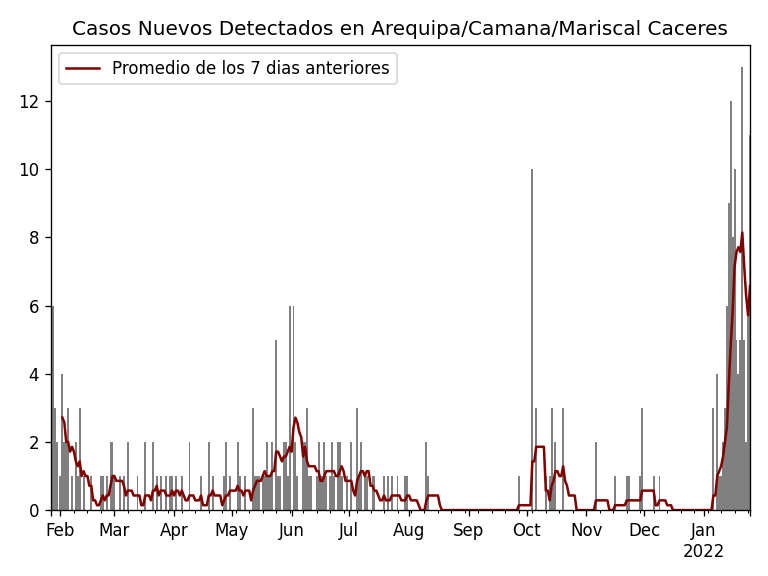 Casos Nuevos Detectados en Arequipa/Camana/Mariscal Caceres
Promedio de los 7 dias anteriores
12
10
8
6
4
2
0
Feb Mar Apr May Jun Jul Aug Sep Oct Nov Dec Jan
2022